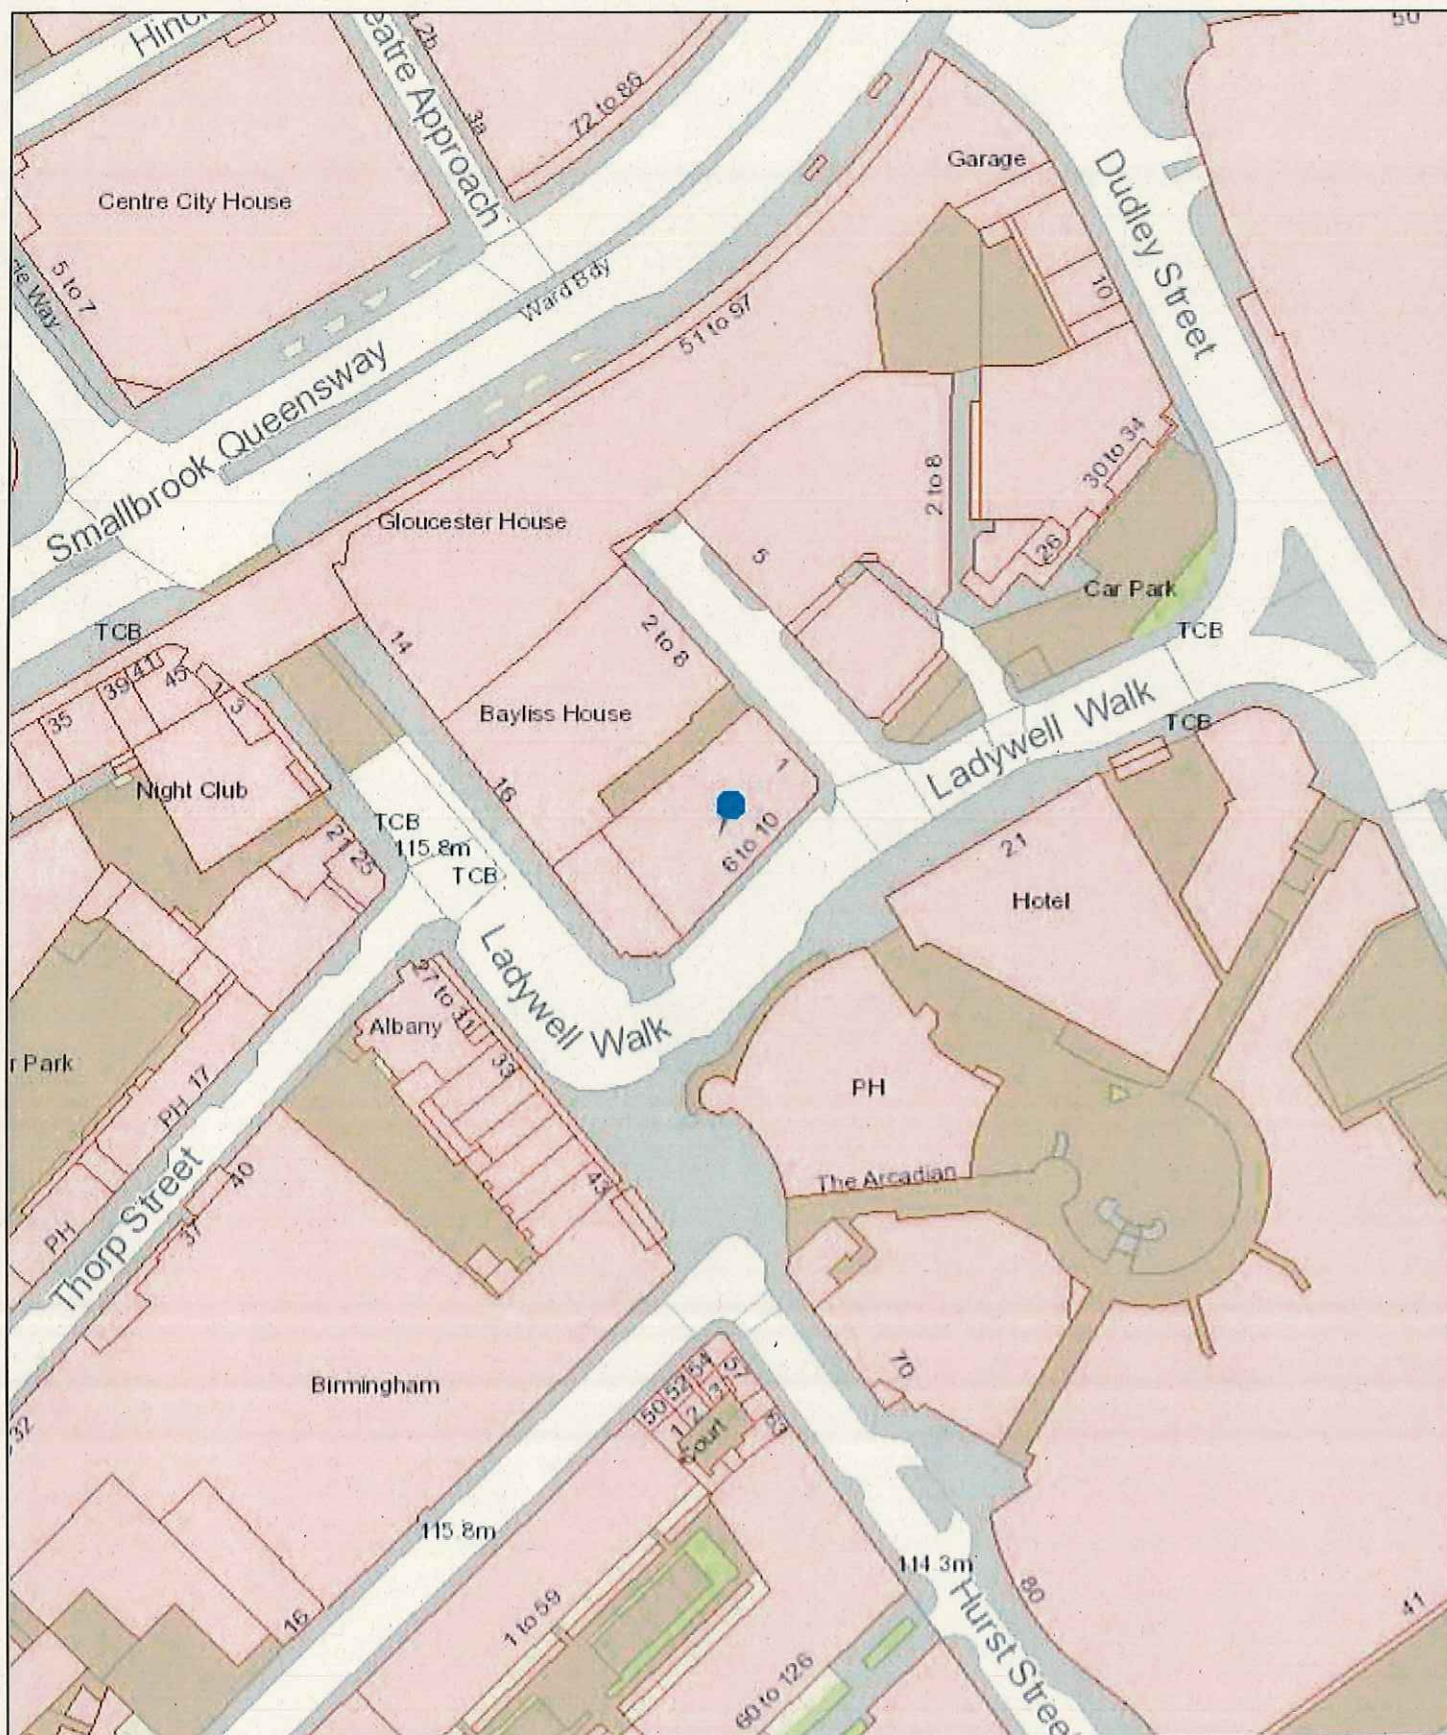 50
Hinc
eatre Approach
2b
3a
72 to 86
Garage
Dudley Street
Centre City House
5 to 7
le Way
Ward Bdy
51 to 97
10
Smallbrook Queensway
Gloucester House
2 to 8
30 to 34
26
5
Car Park
TCB
TCB
14
2 to 8
39
41
45
1
3
35
Bayliss House
Ladywell Walk
TCB
Night Club
16
1
6 to 10
TCB
115.8m
TCB
21
25
21
Hotel
Ladywell Walk
27 to 31
Albany
33
r Park
PH
17
PH
The Arcadian
40
43
PH
37
Thorp Street
Birmingham
70
50
52
54
57
1
2
3
Court
63
32
115.8m
114.3m
16
1 to 59
80
Hurst Street
41
60 to 126